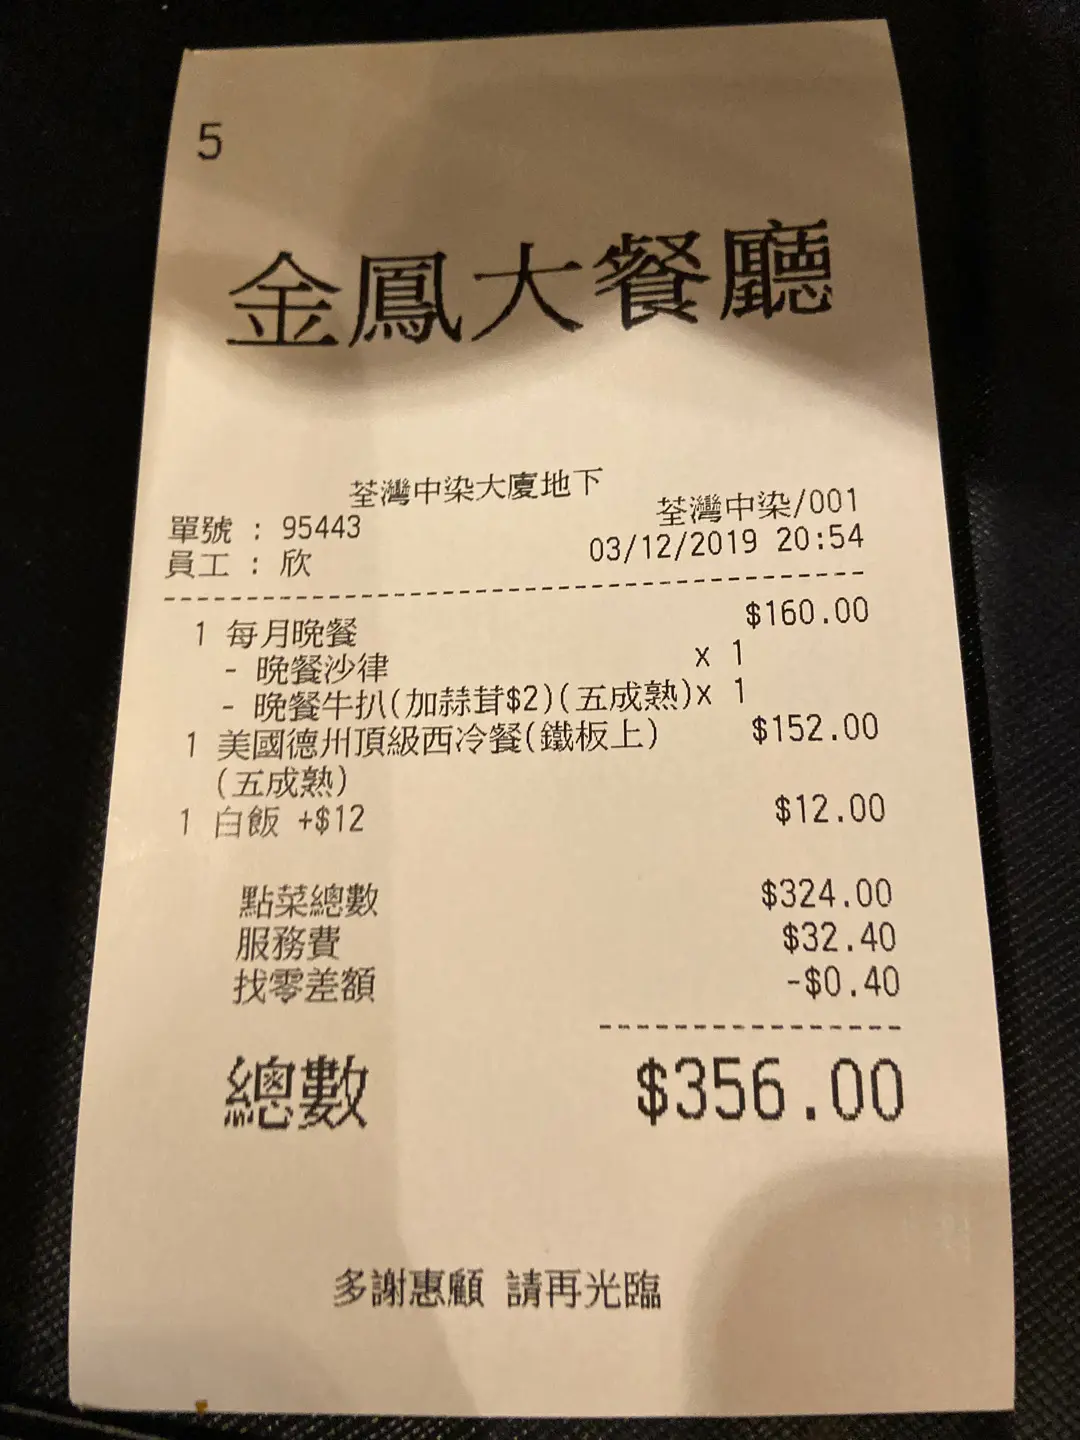 5
金鳳大餐廳
荃灣中染大廈地下
單號 : 95443 荃灣中染/001
員工 : 欣 03/12/2019 20:54
1 每月晚餐 $160.00
- 晚餐沙律 x 1
- 晚餐牛扒(加蒜茸$2)(五成熟)x 1
1 美國德州頂級西冷餐(鐵板上) $152.00
(五成熟)
1 白飯 +$12 $12.00
點菜總數 $324.00
服務費 $32.40
找零差額 -$0.40
總數 $356.00
多謝惠顧 請再光臨